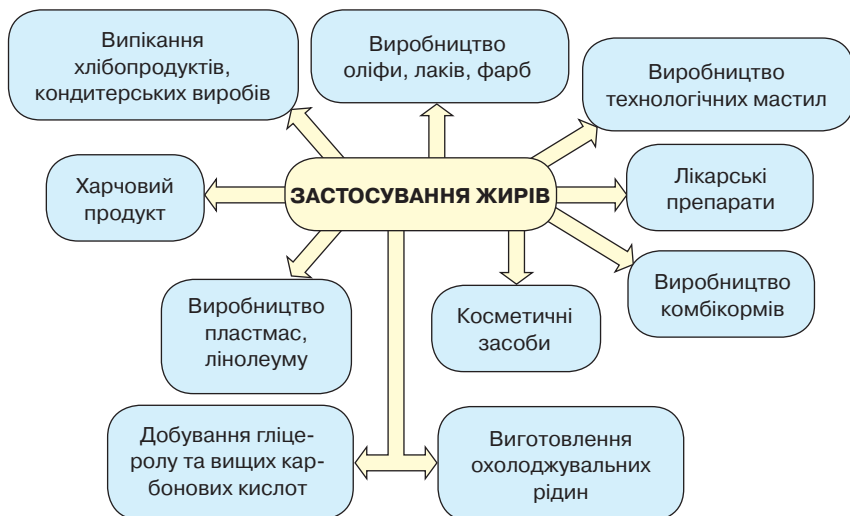 Випікання
хлібопродуктів,
кондитерських виробів
Виробництво
оліфи, лаків, фарб
Виробництво
технологічних мастил
Харчовий
продукт
ЗАСТОСУВАННЯ ЖИРІВ
Лікарські
препарати
Виробництво
пластмас,
лінолеуму
Косметичні
засоби
Виробництво
комбікормів
Добування гліце-
ролу та вищих кар-
бонових кислот
Виготовлення
охолоджувальних
рідин